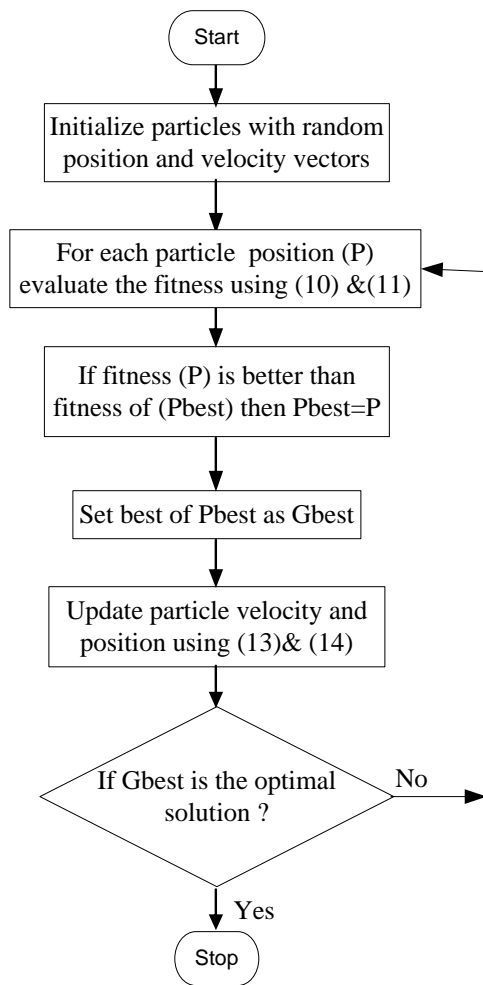 Start
Initialize particles with random
position and velocity vectors
For each particle position (P)
evaluate the fitness using (10) &(11)
If fitness (P) is better than
fitness of (Pbest) then Pbest=P
Set best of Pbest as Gbest
Update particle velocity and
position using (13)& (14)
If Gbest is the optimal
solution ?
No
Yes
Stop